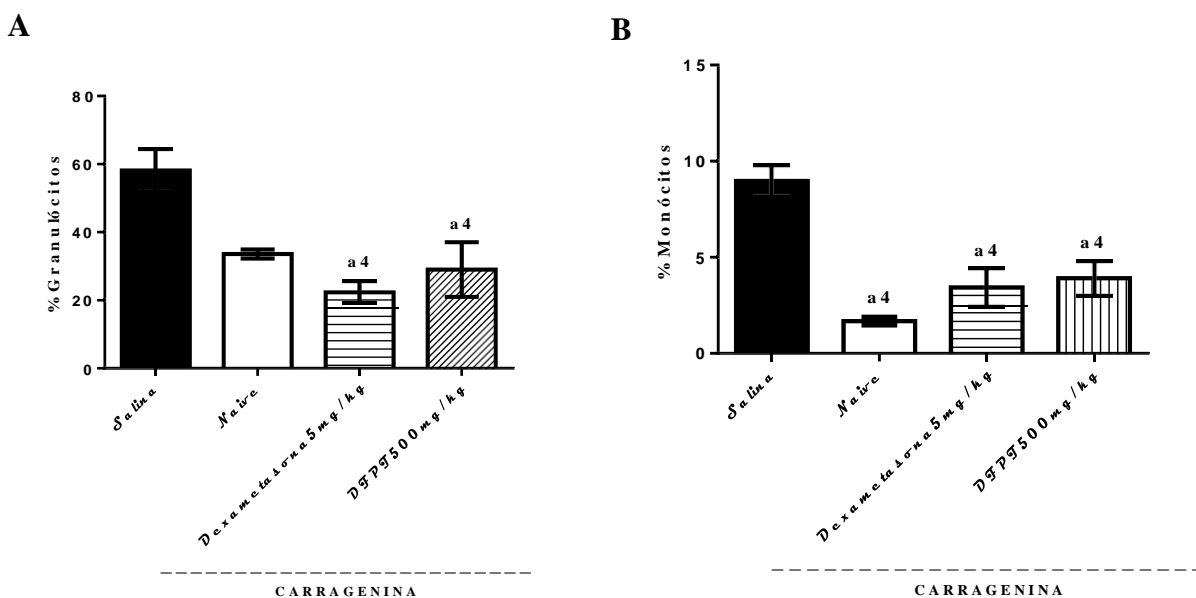 A
% Granulócitos
80
60
40
20
0
a4
a4
Salina
Naive
Dexametasona 5mg/kg
DFPT 500mg/kg
CARRAGENINA
B
% Monócitos
15
10
5
0
a4
a4
a4
Salina
Naive
Dexametasona 5mg/kg
DFPT 500mg/kg
CARRAGENINA